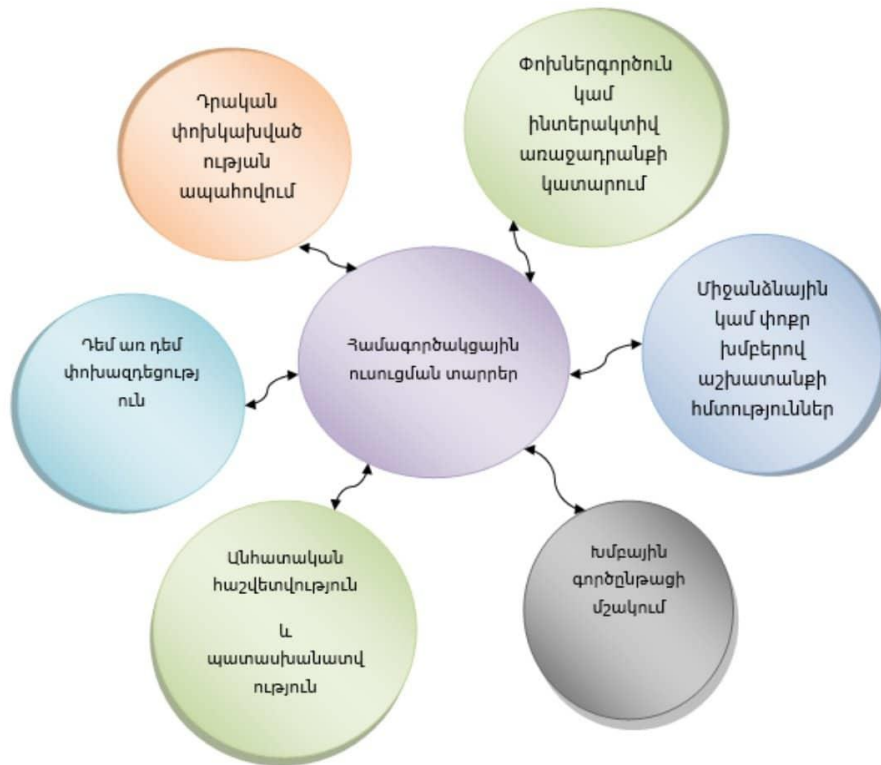 Դրական
փոխկախված
ության
ապահովում
Փոխներգործուն
կամ
ինտերակտիվ
առաջադրանքի
կատարում
Միջանձնային
կամ փոքր
խմբերով
աշխատանքի
հմտություններ
Համագործակցային
ուսուցման տարրեր
Դեմ առ դեմ
փոխազդեցությ
ուն
Անհատական
հաշվետվություն
և
պատասխանատվ
ություն
Խմբային
գործընթացի
մշակում